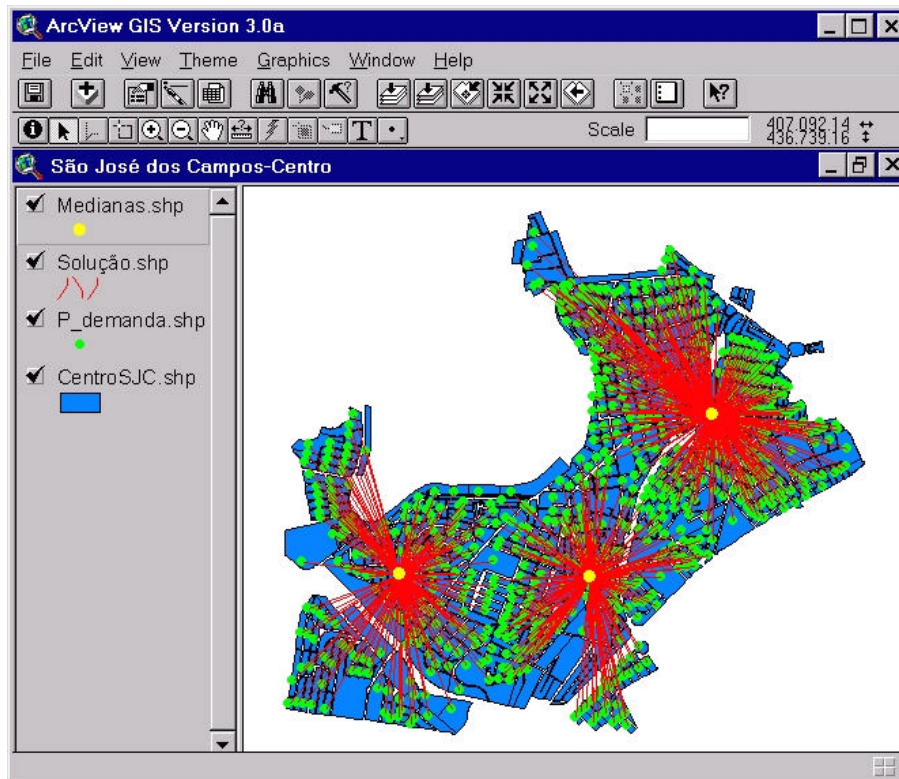 ArcView GIS Version 3.0a
File Edit View Theme Graphics Window Help
Scale
407.092.14
436.739.16
São José dos Campos-Centro
Medianas.shp
Solução.shp
P_demanda.shp
CentroSJC.shp